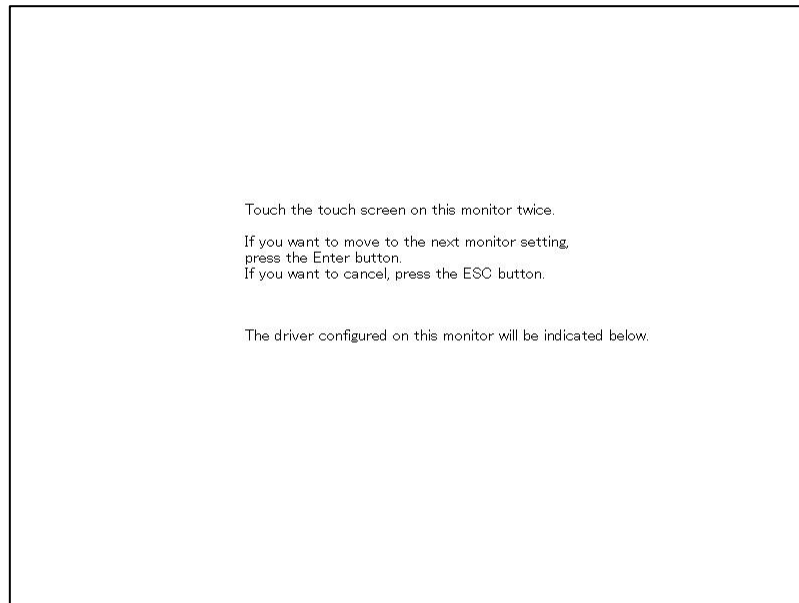 Touch the touch screen on this monitor twice.
If you want to move to the next monitor setting,
press the Enter button.
If you want to cancel, press the ESC button.
The driver configured on this monitor will be indicated below.